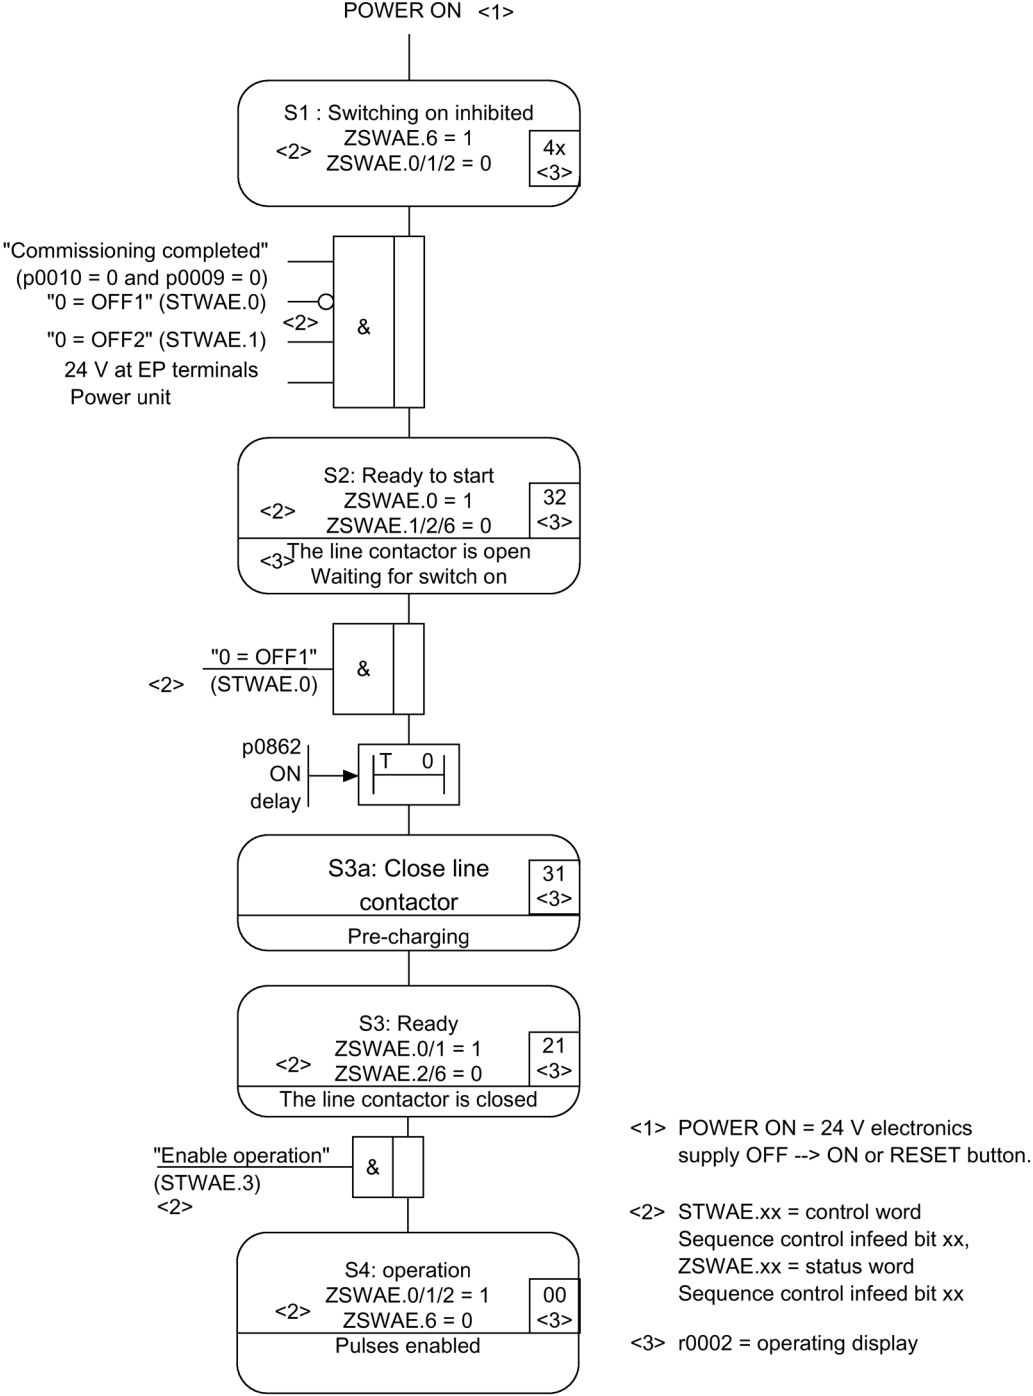 POWER ON <1>
S1 : Switching on inhibited
ZSWAE.6 = 1
<2> ZSWAE.0/1/2 = 0
4x
<3>
"Commissioning completed"
(p0010 = 0 and p0009 = 0)
"0 = OFF1" (STWAE.0)
<2>
"0 = OFF2" (STWAE.1)
24 V at EP terminals
Power unit
&
S2: Ready to start
ZSWAE.0 = 1
<2> ZSWAE.1/2/6 = 0
32
<3>
<3> The line contactor is open
Waiting for switch on
"0 = OFF1"
<2> (STWAE.0)
&
p0862
ON
delay
T 0
S3a: Close line
contactor
31
<3>
Pre-charging
S3: Ready
ZSWAE.0/1 = 1
<2> ZSWAE.2/6 = 0
21
<3>
The line contactor is closed
"Enable operation"
(STWAE.3)
<2>
&
S4: operation
ZSWAE.0/1/2 = 1
<2> ZSWAE.6 = 0
00
<3>
Pulses enabled
<1> POWER ON = 24 V electronics
supply OFF --> ON or RESET button.
<2> STWAE.xx = control word
Sequence control infeed bit xx,
ZSWAE.xx = status word
Sequence control infeed bit xx
<3> r0002 = operating display